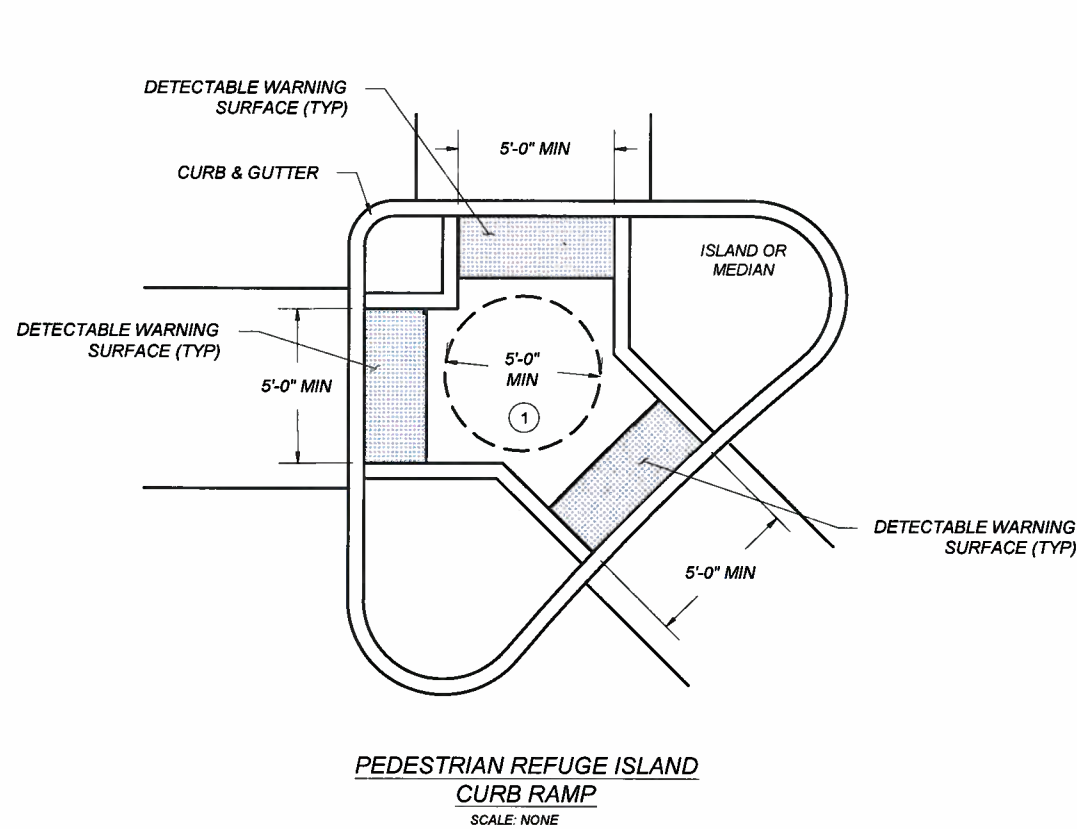 DETECTABLE WARNING
SURFACE (TYP)
5'-0" MIN
CURB & GUTTER
ISLAND OR
MEDIAN
DETECTABLE WARNING
SURFACE (TYP)
5'-0" MIN
5'-0"
MIN
1
DETECTABLE WARNING
SURFACE (TYP)
5'-0" MIN
PEDESTRIAN REFUGE ISLAND
CURB RAMP
SCALE: NONE